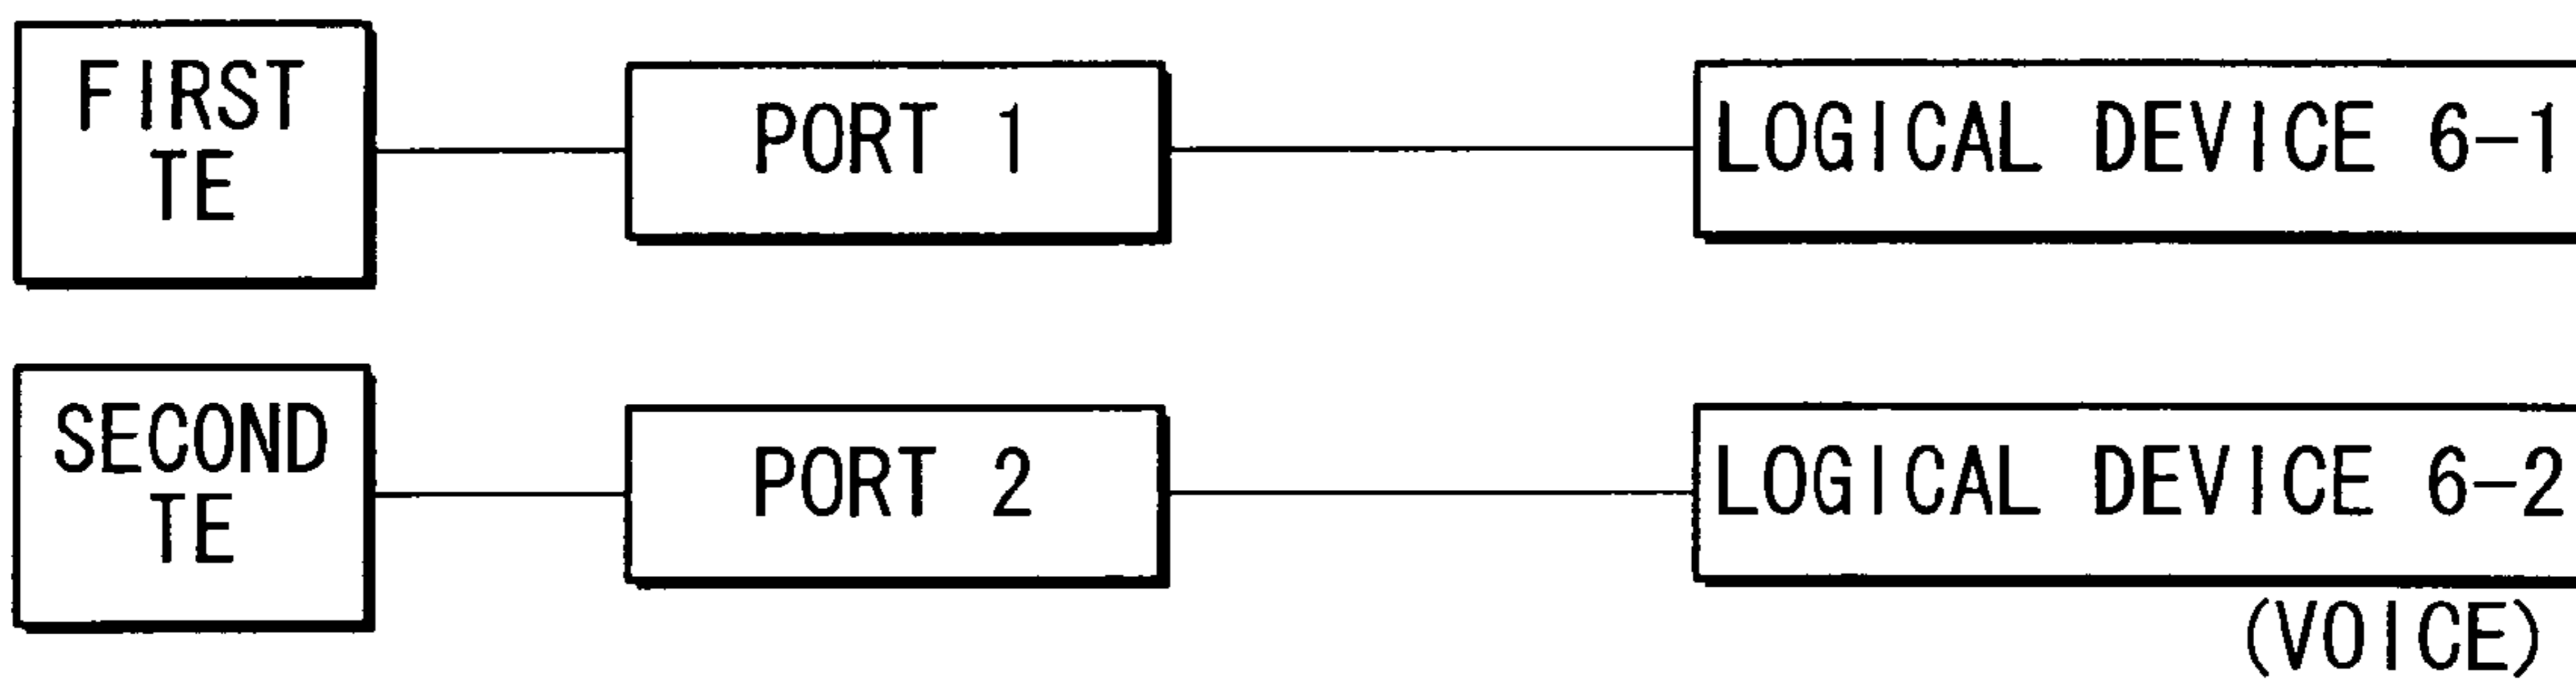 FIRST
TE
PORT 1
LOGICAL DEVICE 6-1
SECOND
TE
PORT 2
LOGICAL DEVICE 6-2
(VOICE)